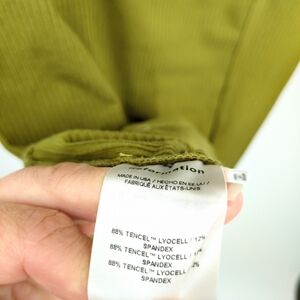 Reformation
MADE IN USA / HECHO EN EE.UU /
FABRIQUÉ AUX ÉTATS-UNIS
88% TENCEL™ LYOCELL / 12%
SPANDEX
88% TENCEL™ LYOCELL /
SPANDEX
88% TENCEL™ LYOCELL /
SPANDEX